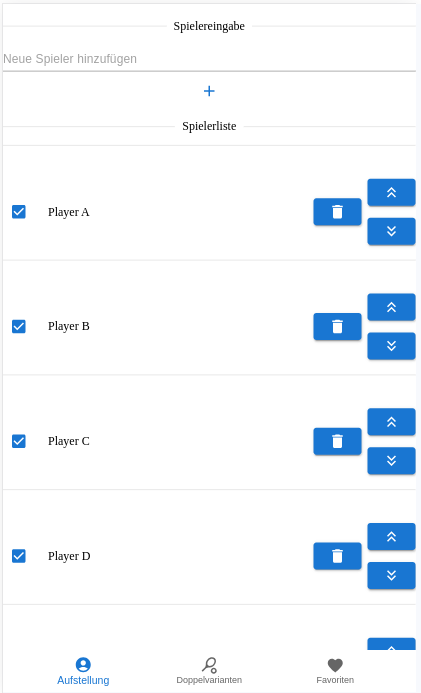 Spielereingabe
Neue Spieler hinzufügen
Spielerliste
Player A
Player B
Player C
Player D
Aufstellung Doppelvarianten Favoriten